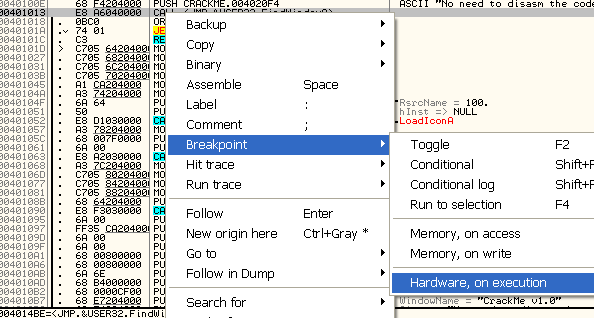 0040100E . 68 F4204000 PUSH CRACKME.004020F4 ASCII "No need to disasm the code
00401013 . E8 A6040000
00401018 . 0BC0 OR
0040101A .v 74 01 JE
0040101C . C3 RE
0040101D > C705 64204000 MO
00401027 . C705 68204000 MO
00401031 . C705 6C204000 MO
0040103B . C705 70204000 MO
00401045 . A1 CA204000 MO
0040104A . A3 74204000 MO
0040104F . 6A 64 PU
00401051 . 50 PU
00401052 . E8 D1030000 CA
00401057 . A3 78204000 MO
0040105C . 68 007F0000 PU
00401061 . 6A 00 PU
00401063 . E8 A2030000 CA
00401068 . A3 7C204000 MO
0040106D . C705 80204000 MO
00401077 . C705 84204000 MO
00401081 . C705 88204000 MO
0040108B . 68 64204000 PU
00401090 . E8 F3030000 CA
00401095 . 6A 00 PU
00401097 . FF35 CA204000 PU
0040109D . 6A 00 PU
0040109F . 6A 00 PU
004010A1 . 68 00800000 PU
004010A6 . 68 00800000 PU
004010AB . 6A 6E PU
004010AD . 68 B4000000 PU
004010B2 . 68 0000CF00 PU
004010B7 . 68 E7204000 PU
Backup
Copy
Binary
Assemble Space
Label :
Comment ;
Breakpoint
Hit trace
Run trace
Follow Enter
New origin here Ctrl+Gray *
Go to
Follow in Dump
Search for
RsrcName = 100.
hInst => NULL
LoadIconA
Toggle F2
Conditional Shift+F
Conditional log Shift+F
Run to selection F4
Memory, on access
Memory, on write
Hardware, on execution
WindowName = "CrackMe v1.0"
004014BE=<JMP.&USER32.FindWi